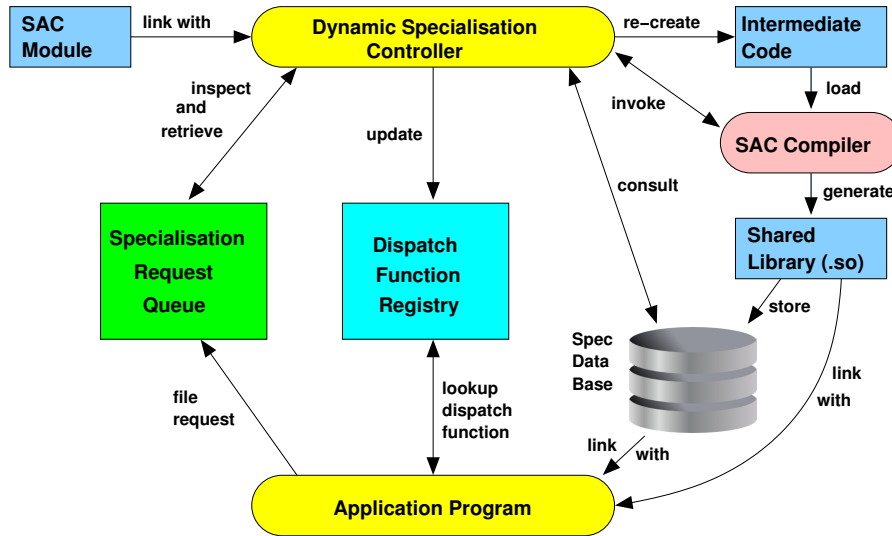 SAC
Module
link with
Dynamic Specialisation
Controller
re-create
Intermediate
Code
inspect
and
retrieve
update
invoke
load
SAC Compiler
consult
generate
Specialisation
Request
Queue
Dispatch
Function
Registry
Shared
Library (.so)
store
Spec
Data
Base
link
with
file
request
lookup
dispatch
function
link
with
Application Program